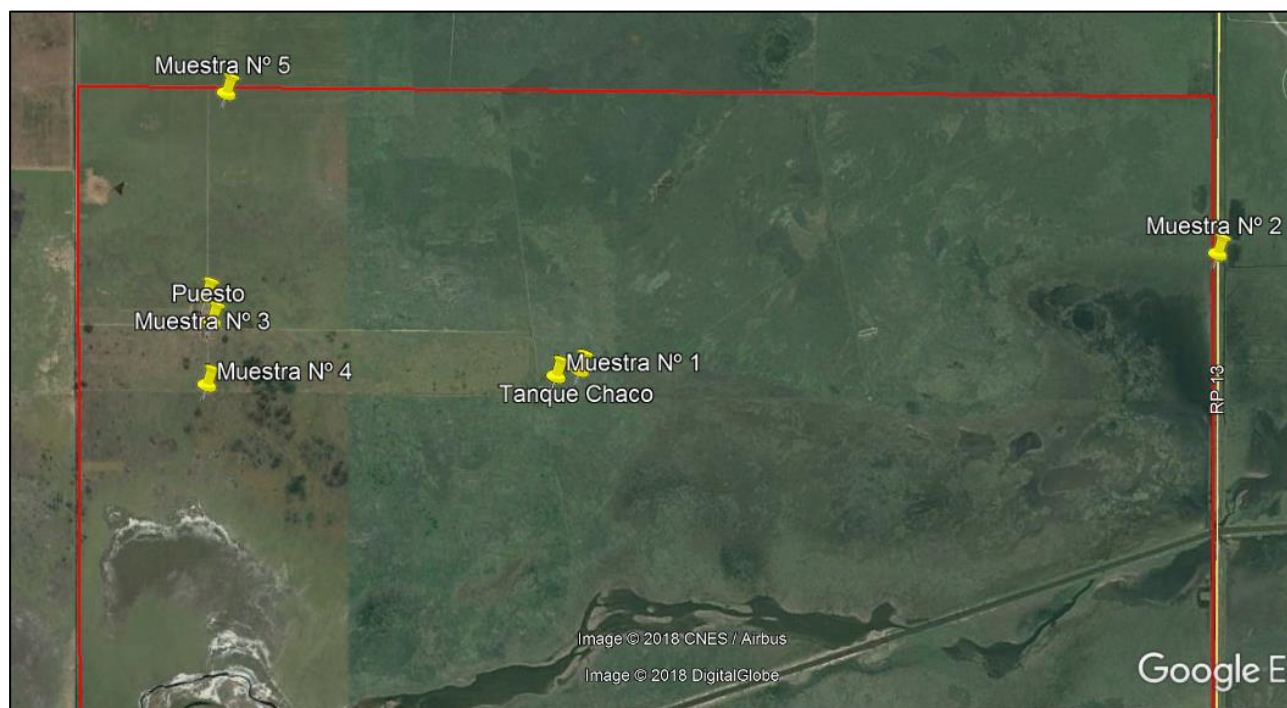 Muestra Nº 5
Muestra Nº 2
Puesto
Muestra Nº 3
Muestra Nº 4
Muestra Nº 1
Tanque Chaco
RP-13
Image © 2018 CNES / Airbus
Image © 2018 DigitalGlobe
Google E